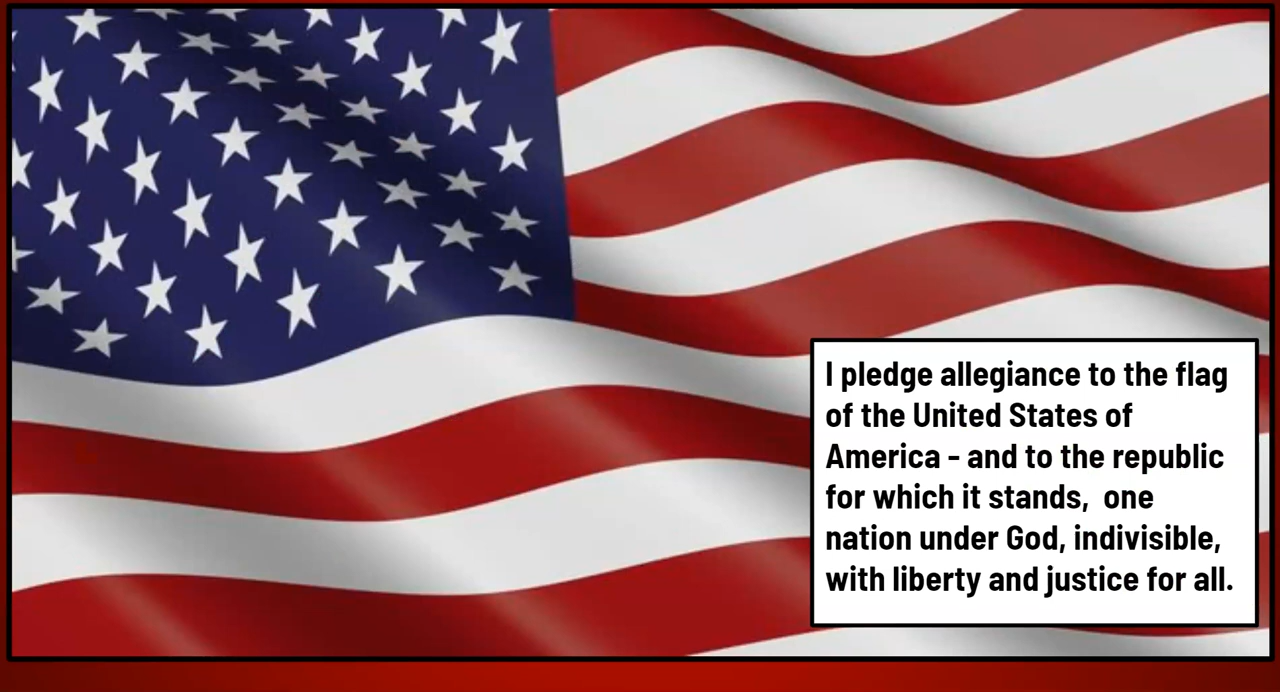 I pledge allegiance to the flag
of the United States of
America - and to the republic
for which it stands,  one
nation under God, indivisible,
with liberty and justice for all.